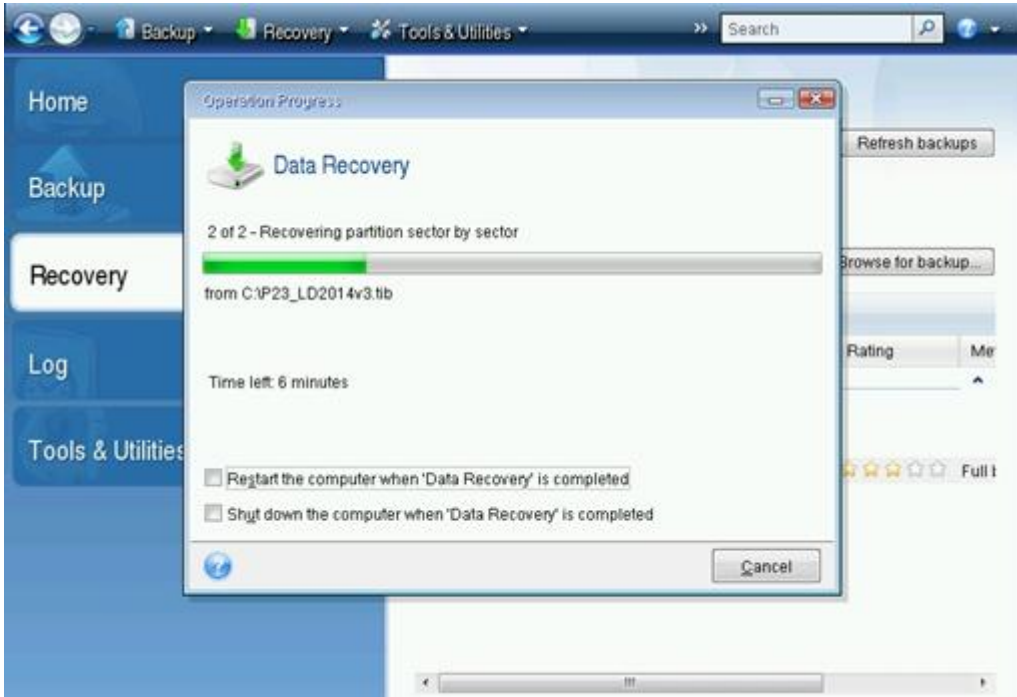 Backup Recovery Tools & Utilities » Search
Home
Operation Progress
Data Recovery
Refresh backups
Backup
2 of 2 - Recovering partition sector by sector
Browse for backup...
Recovery
from C:\P23_LD2014v3.tib
Rating Me
Log
Time left: 6 minutes
Tools & Utilities
Restart the computer when 'Data Recovery' is completed
Full b
Shut down the computer when 'Data Recovery' is completed
Cancel